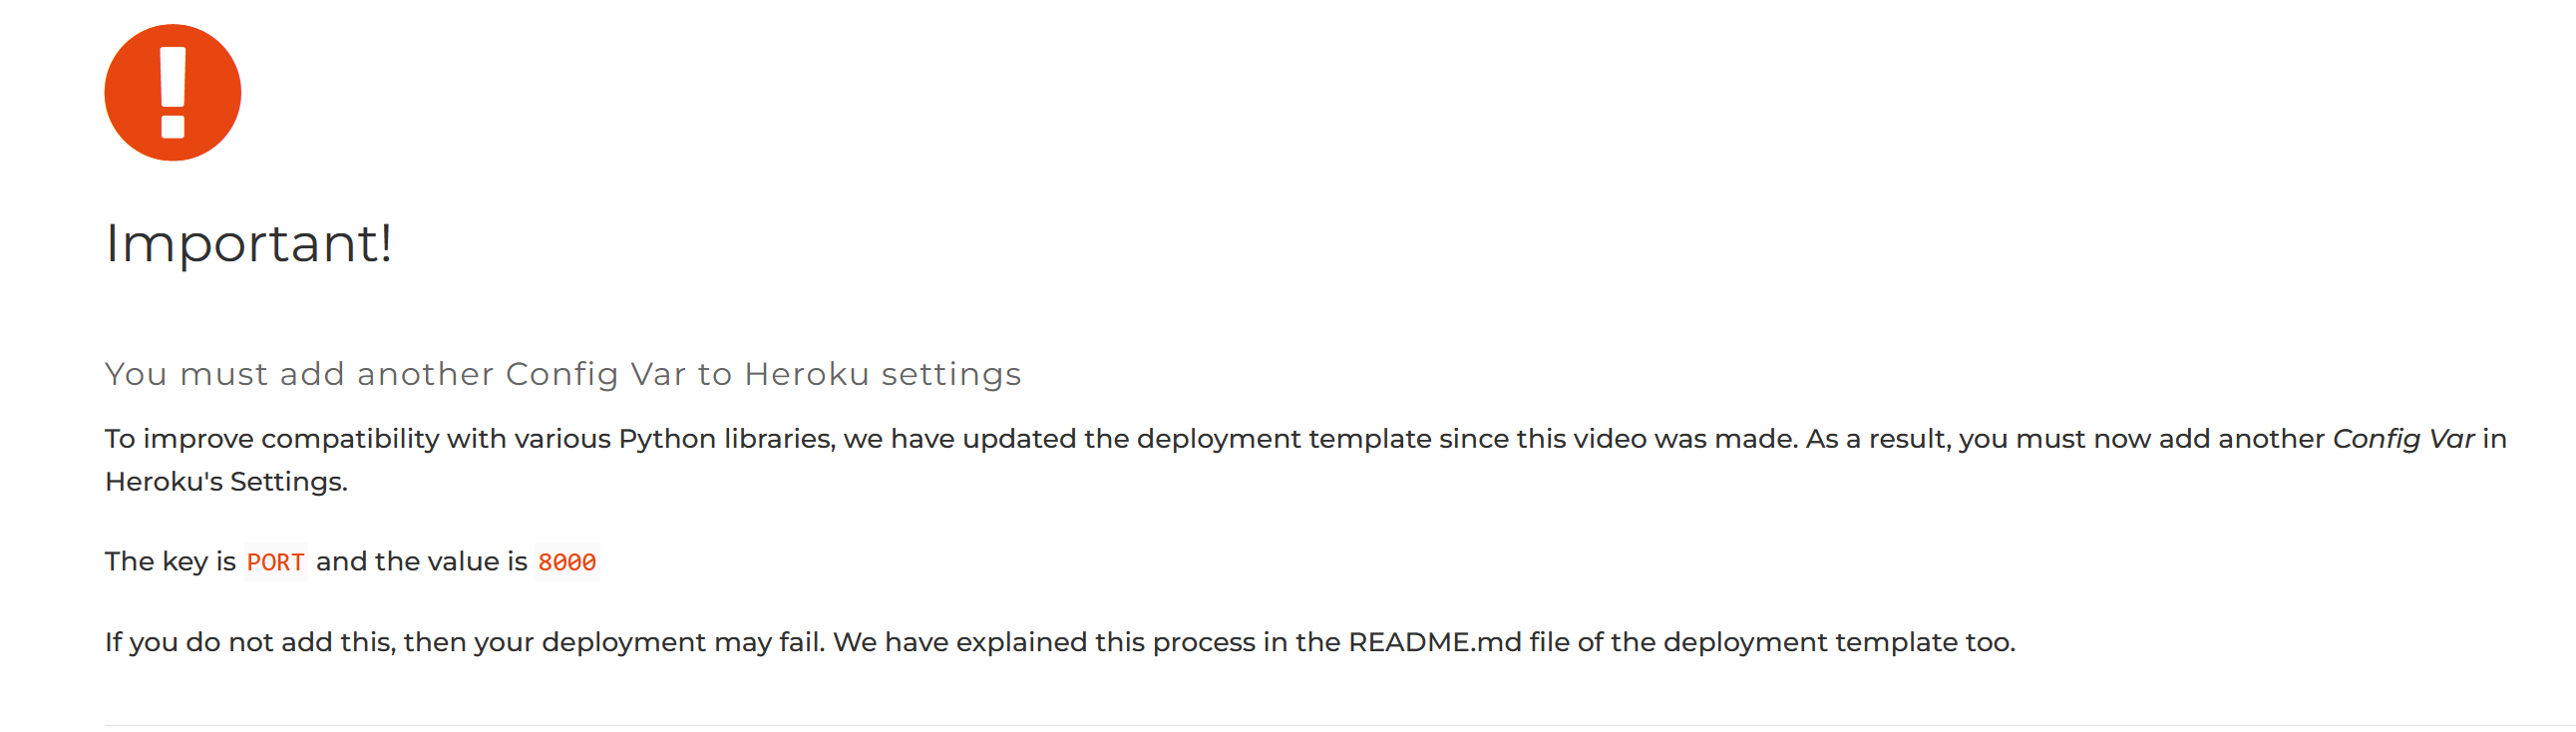 Important!
You must add another Config Var to Heroku settings
To improve compatibility with various Python libraries, we have updated the deployment template since this video was made. As a result, you must now add another Config Var in
Heroku's Settings.
The key is PORT and the value is 8000
If you do not add this, then your deployment may fail. We have explained this process in the README.md file of the deployment template too.